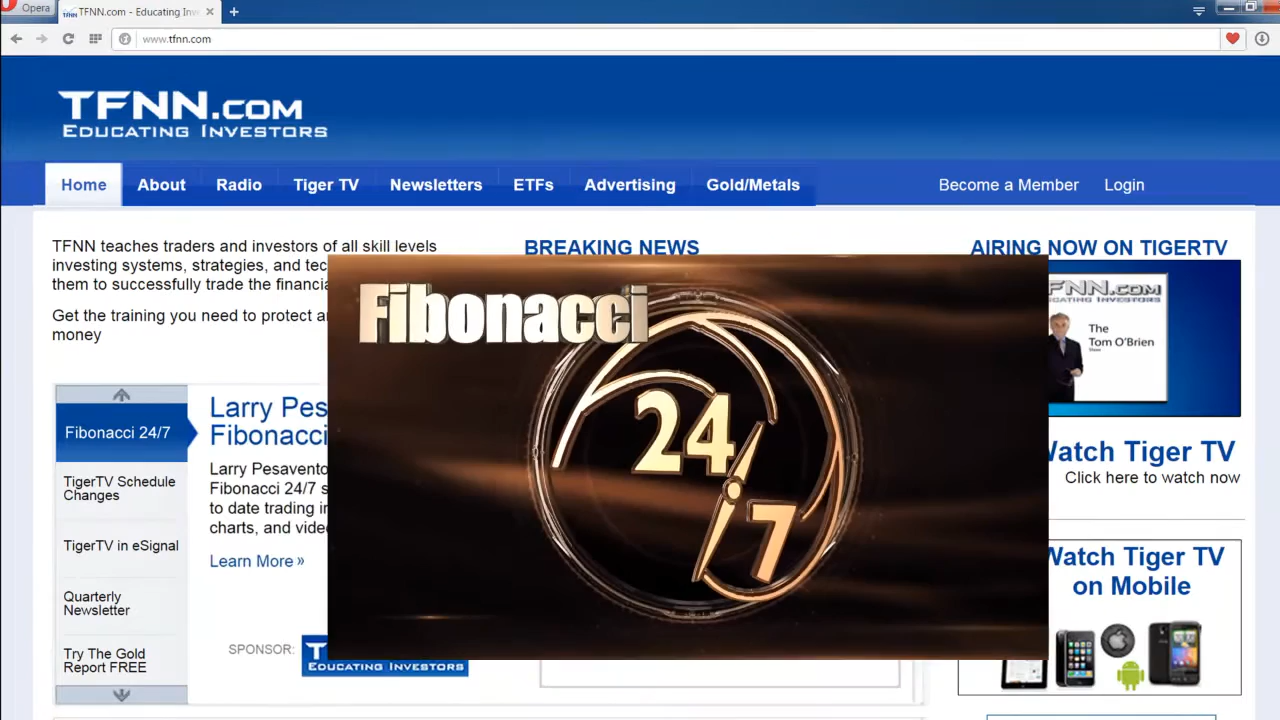 Opera
TFNN.com - Educating Inv
www.tfnn.com
TFNN.COM
EDUCATING INVESTORS
Home
About
Radio
Tiger TV
Newsletters
ETFs
Advertising
Gold/Metals
Become a Member
Login
TFNN teaches traders and investors of all skill levels
investing systems, strategies, and
them to successfully trade the
Get the training you need to protect
money
BREAKING NEWS
AIRING NOW ON TIGERTV
Fibonacci
24
7
TFNN.COM
EDUCATING INVESTORS
The
Tom O'Brien
Show
Fibonacci 24/7
TigerTV Schedule
Changes
TigerTV in eSignal
Quarterly
Newsletter
Try The Gold
Report FREE
Larry
Fibonacci
Larry Pesavento
Fibonacci 24/7
to date trading
charts, and
Learn More »
SPONSOR:
EDUCATING INVESTORS
Watch Tiger TV
Click here to watch now
Watch Tiger TV
on Mobile